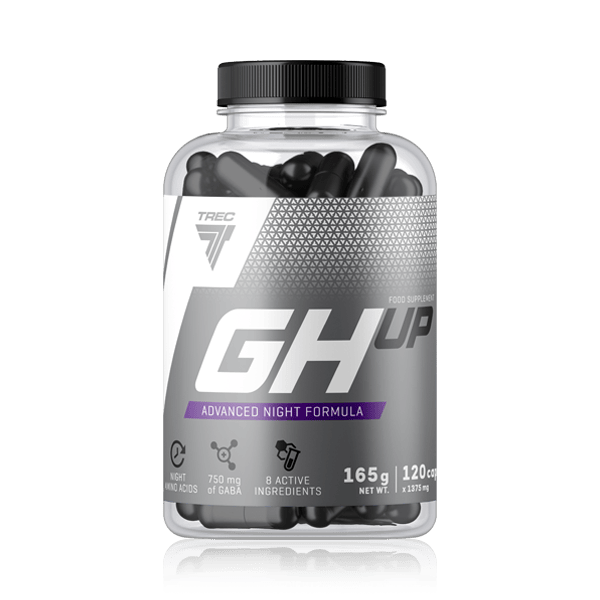 TREC
FOOD SUPPLEMENT
GH UP
ADVANCED NIGHT FORMULA
NIGHT
AMINO ACIDS
750 mg
of GABA
8 ACTIVE
INGREDIENTS
165g
NET WT.
120 cap
x 1375 mg